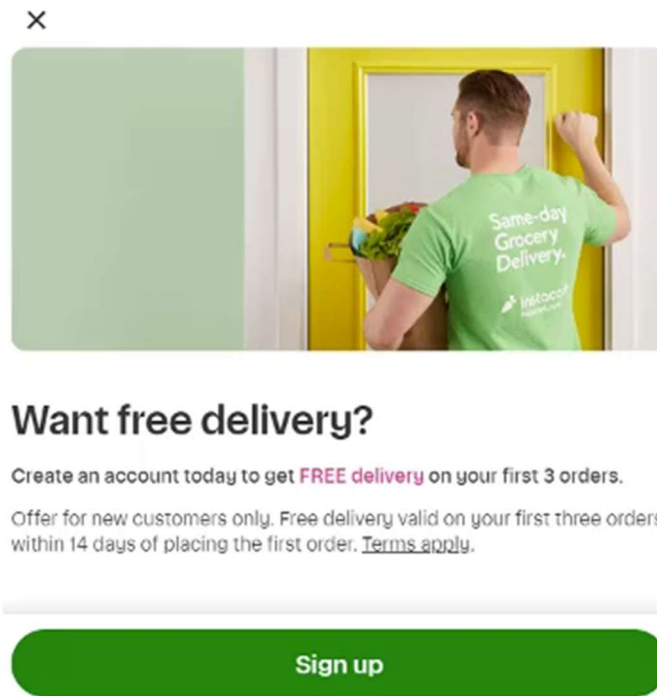 Same-day
Grocery
Delivery.
Want free delivery?
Create an account today to get FREE delivery on your first 3 orders.
Offer for new customers only. Free delivery valid on your first three orders
within 14 days of placing the first order. Terms apply.
Sign up